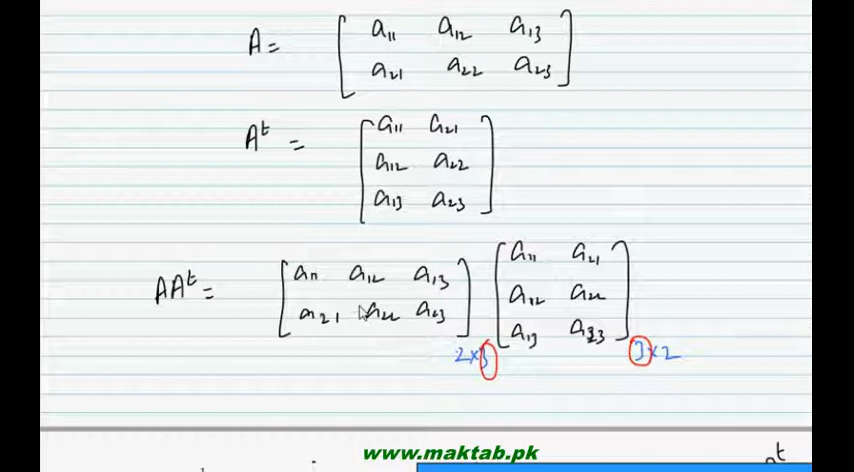 A = [ a11 a12 a13
a21 a22 a23 ]
A^t = [ a11 a21
a12 a22
a13 a23 ]
AA^t = [ a11 a12 a13
a21 a22 a23 ] [ a11 a21
a12 a22
a13 a23 ]
2×3 3×2
www.maktab.pk
t